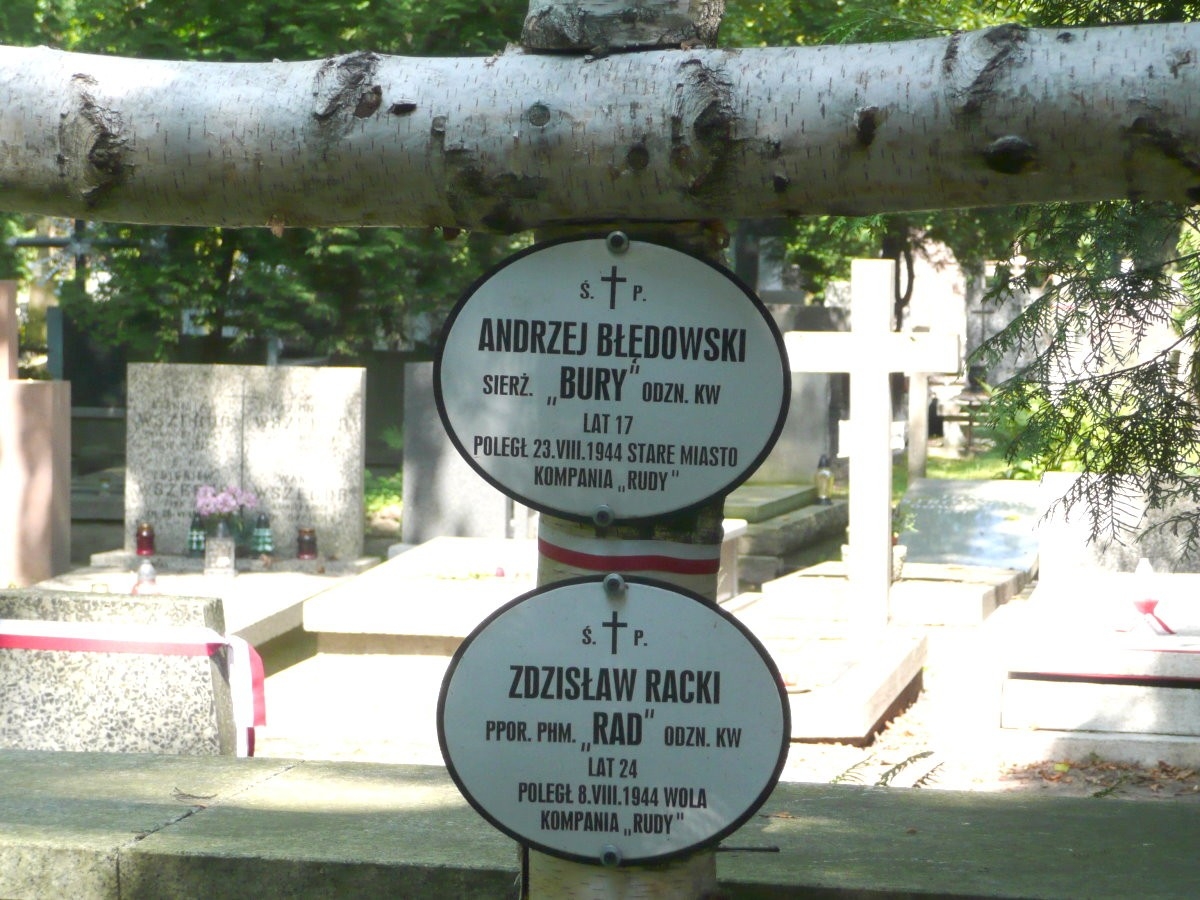 Ś. P.
ANDRZEJ BŁĘDOWSKI
SIERŻ. „BURY" ODZN. KW
LAT 17
POLEGŁ 23.VIII.1944 STARE MIASTO
KOMPANIA „RUDY"
Ś. P.
ZDZISŁAW RACKI
PPOR. PHM. „RAD" ODZN. KW
LAT 24
POLEGŁ 8.VIII.1944 WOLA
KOMPANIA „RUDY"